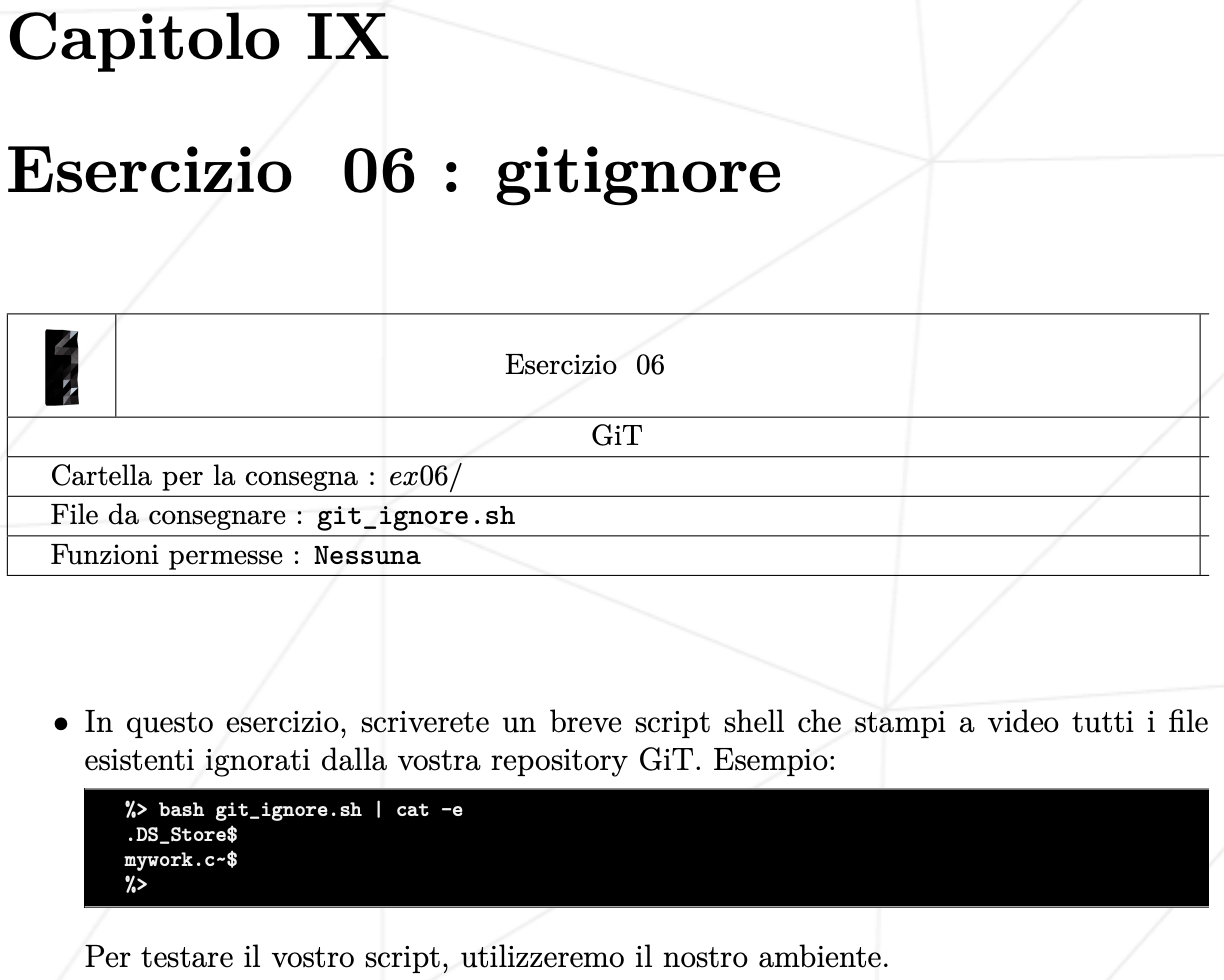 Capitolo IX
Esercizio 06 : gitignore
Esercizio 06
GiT
Cartella per la consegna : ex06/
File da consegnare : git_ignore.sh
Funzioni permesse : Nessuna
• In questo esercizio, scriverete un breve script shell che stampi a video tutti i file
esistenti ignorati dalla vostra repository GiT. Esempio:
%> bash git_ignore.sh | cat -e
.DS_Store$
mywork.c~$
%>
Per testare il vostro script, utilizzeremo il nostro ambiente.